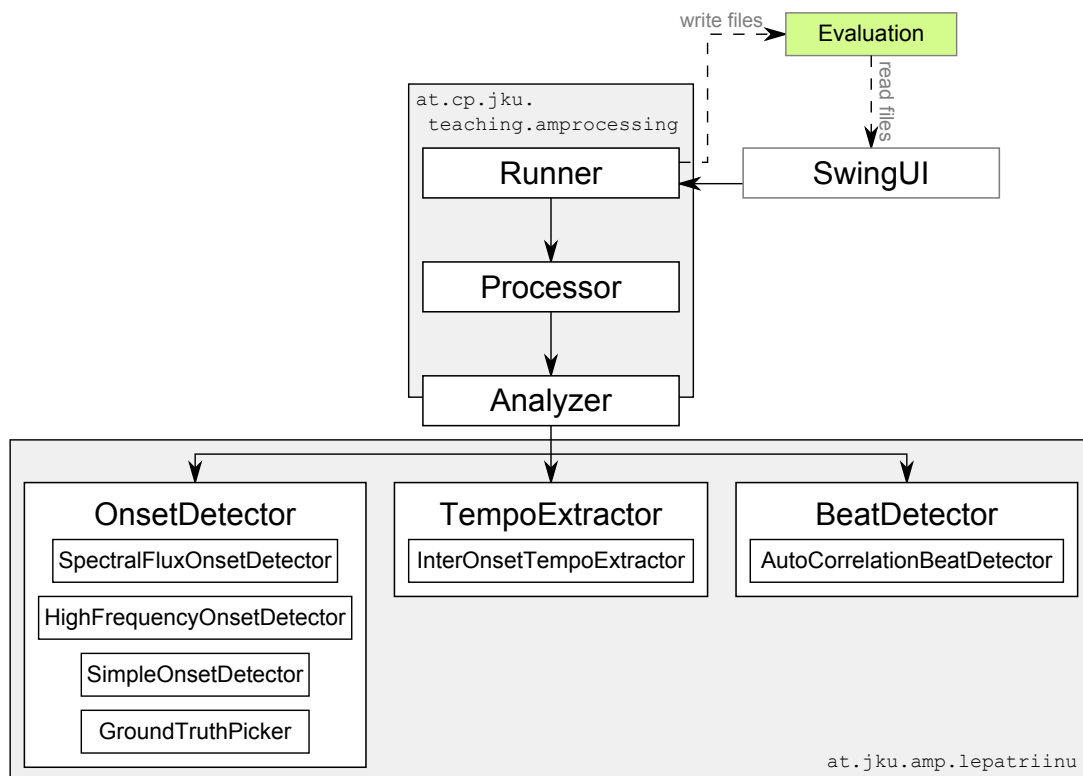 write files
Evaluation
read files
at.cp.jku.
teaching.amprocessing
Runner
SwingUI
Processor
Analyzer
OnsetDetector
SpectralFluxOnsetDetector
HighFrequencyOnsetDetector
SimpleOnsetDetector
GroundTruthPicker
TempoExtractor
InterOnsetTempoExtractor
BeatDetector
AutoCorrelationBeatDetector
at.jku.amp.lepatriinu